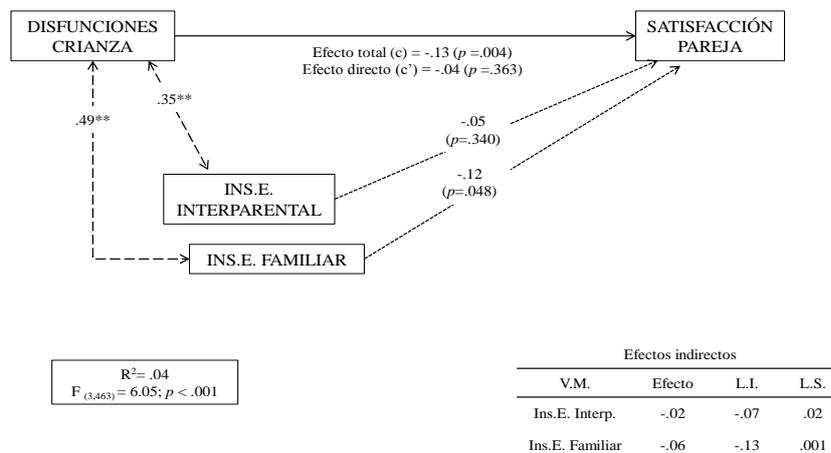 DISFUNCIONES
CRIANZA
SATISFACCIÓN
PAREJA
Efecto total (c) = -.13 (p =.004)
Efecto directo (c’) = -.04 (p =.363)
.35**
.49**
-.05
(p=.340)
-.12
(p=.048)
INS.E.
INTERPARENTAL
INS.E. FAMILIAR
R²= .04
F (3,463) = 6.05; p < .001
Efectos indirectos
V.M. Efecto L.I. L.S.
Ins.E. Interp. -.02 -.07 .02
Ins.E. Familiar -.06 -.13 .001